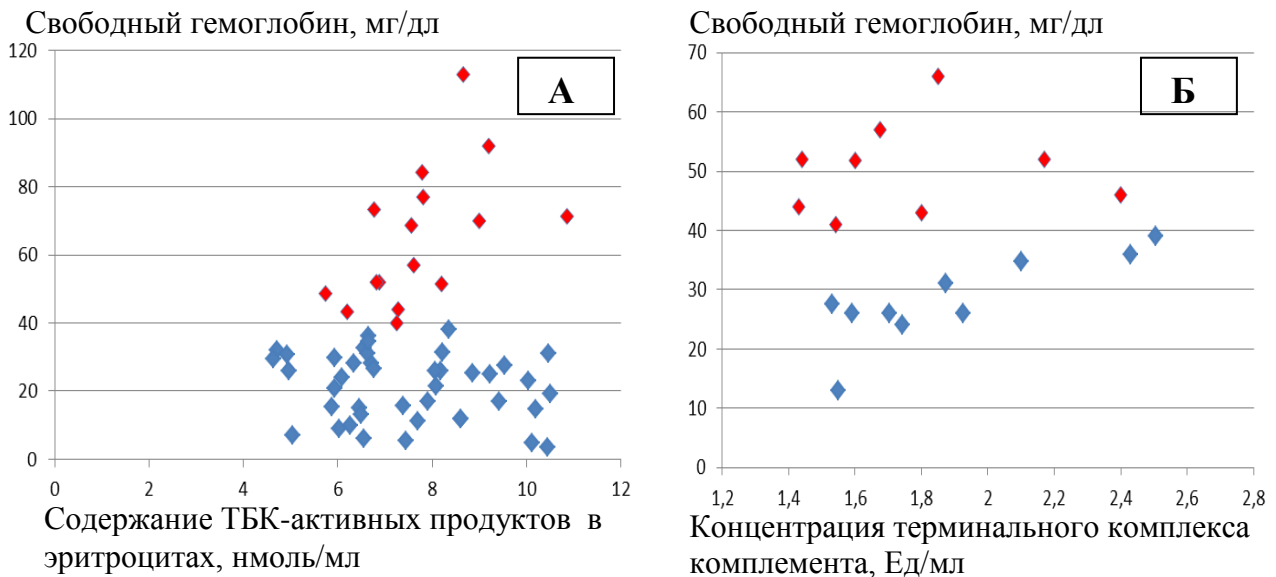 Свободный гемоглобин, мг/дл
120
100
80
60
40
20
0
0 2 4 6 8 10 12
А
Содержание ТБК-активных продуктов в
эритроцитах, нмоль/мл
Свободный гемоглобин, мг/дл
70
60
50
40
30
20
10
0
1,2 1,4 1,6 1,8 2 2,2 2,4 2,6 2,8
Б
Концентрация терминального комплекса
комплемента, Ед/мл